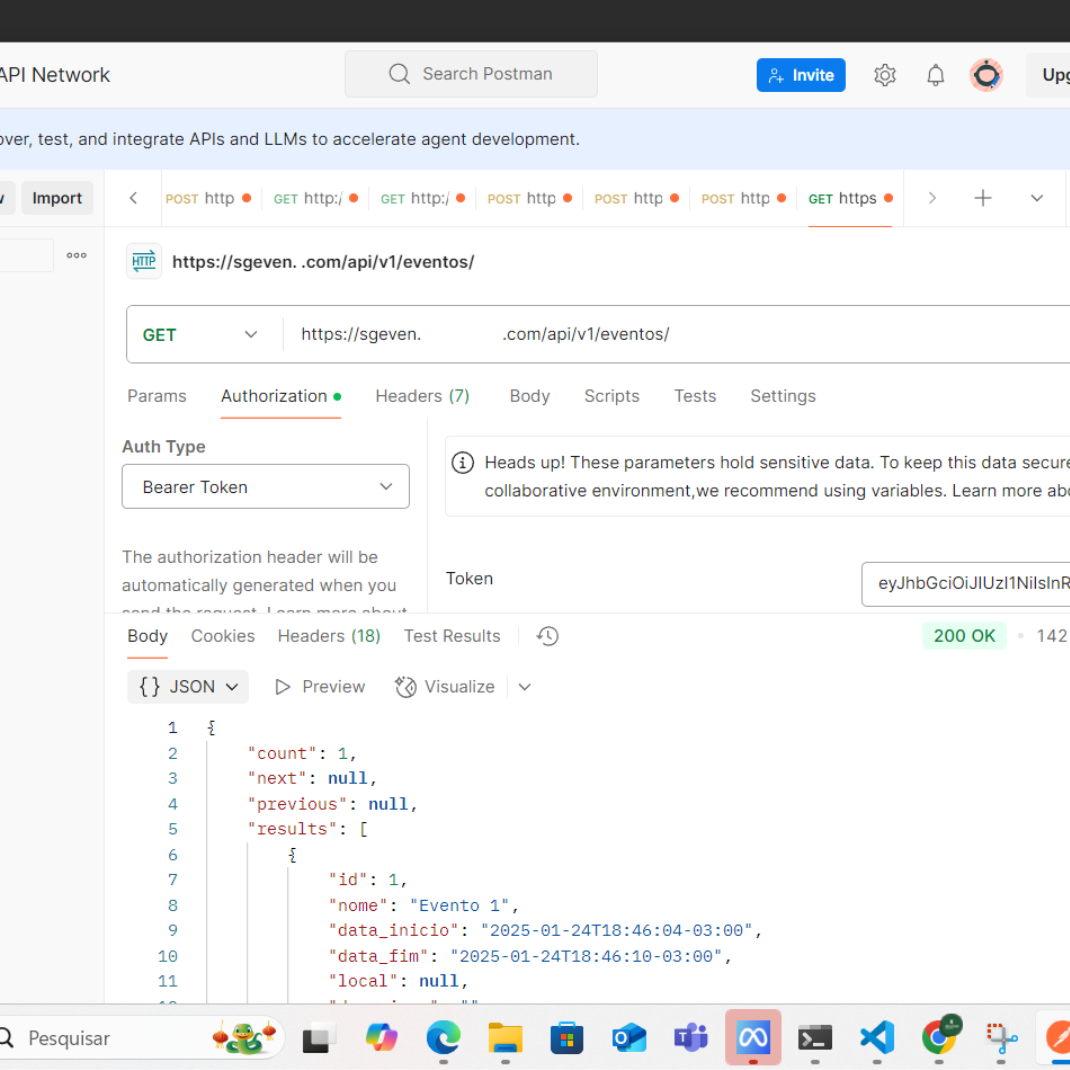 API Network
Search Postman
Invite
over, test, and integrate APIs and LLMs to accelerate agent development.
Import
POST http
GET http:/
GET http:/
POST http
POST http
POST http
GET https
HTTP
https://sgeven. .com/api/v1/eventos/
GET
https://sgeven. .com/api/v1/eventos/
Params
Authorization
Headers (7)
Body
Scripts
Tests
Settings
Auth Type
Bearer Token
Heads up! These parameters hold sensitive data. To keep this data secure
collaborative environment,we recommend using variables. Learn more
The authorization header will be
automatically generated when you
send the request. Learn more about
Token
eyJhbGciOiJIUzI1NiIsInR
Body
Cookies
Headers (18)
Test Results
200 OK
142
{} JSON
Preview
Visualize
1 {
2 "count": 1,
3 "next": null,
4 "previous": null,
5 "results": [
6 {
7 "id": 1,
8 "nome": "Evento 1",
9 "data_inicio": "2025-01-24T18:46:04-03:00",
10 "data_fim": "2025-01-24T18:46:10-03:00",
11 "local": null,
Pesquisar